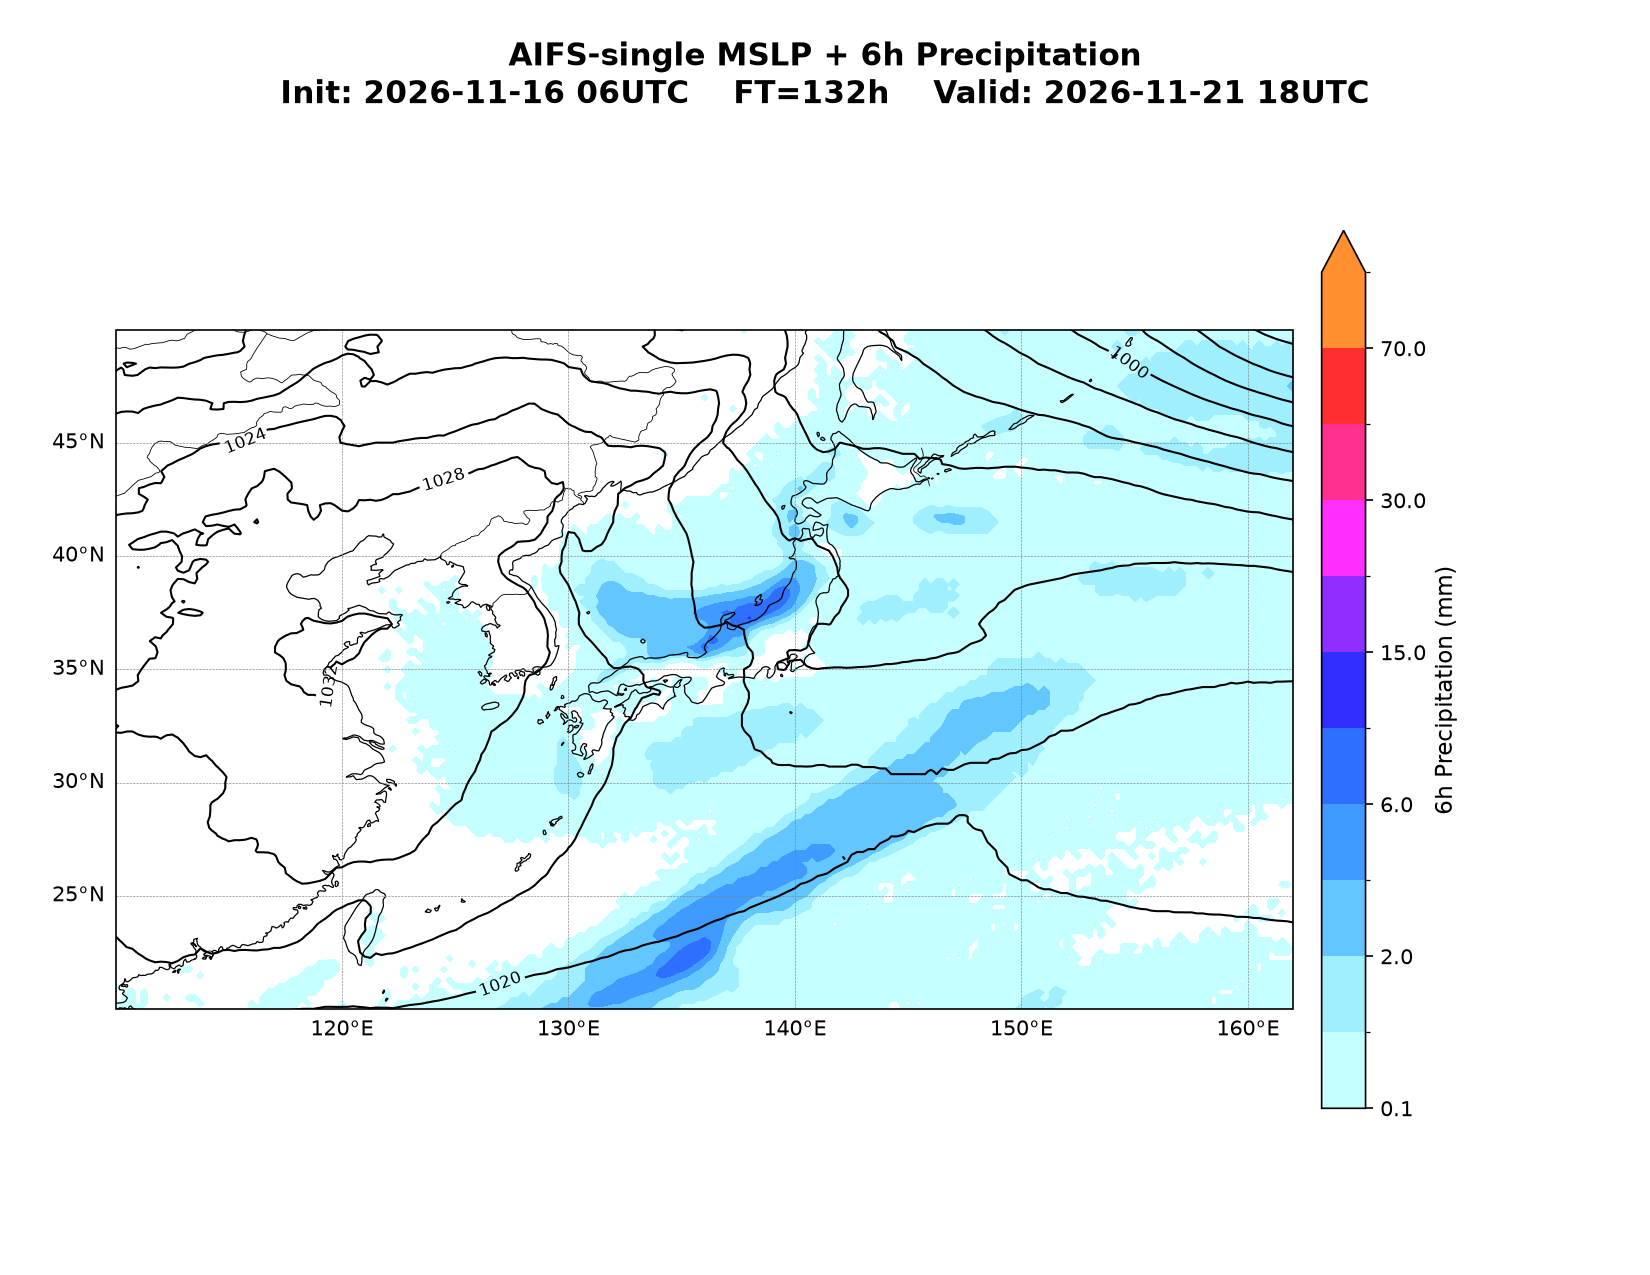 AIFS-single MSLP + 6h Precipitation
Init: 2026-11-16 06UTC    FT=132h    Valid: 2026-11-21 18UTC
45°N
40°N
35°N
30°N
25°N
120°E
130°E
140°E
150°E
160°E
1000
1024
1028
1032
1020
70.0
30.0
15.0
6.0
2.0
0.1
6h Precipitation (mm)